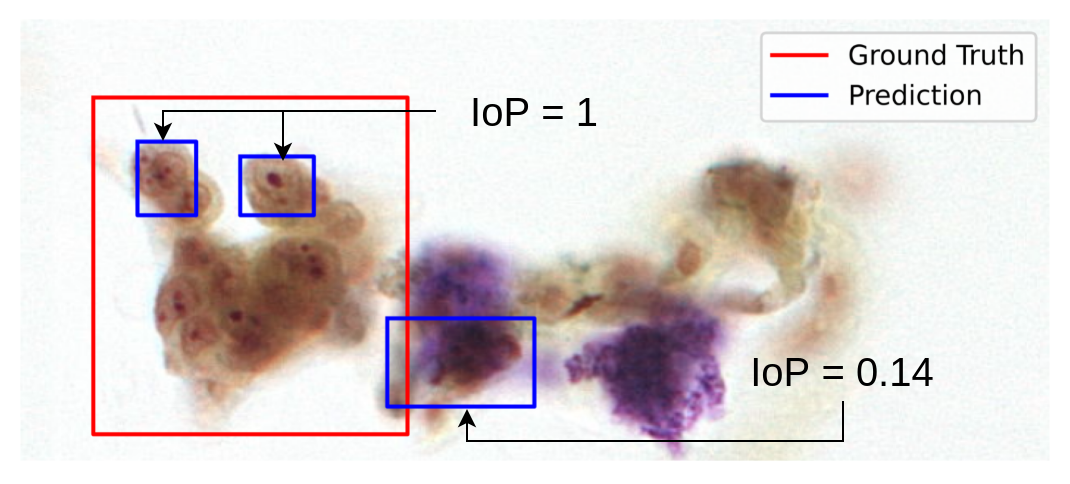 Ground Truth
Prediction
IoP = 1
IoP = 0.14